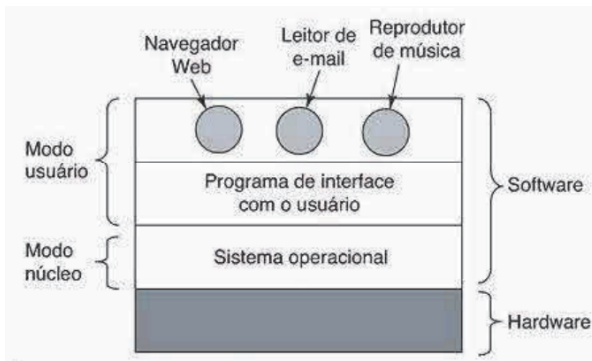 Navegador
Web
Leitor de
e-mail
Reprodutor
de música
Modo
usuário
Programa de interface
com o usuário
Software
Modo
núcleo
Sistema operacional
Hardware